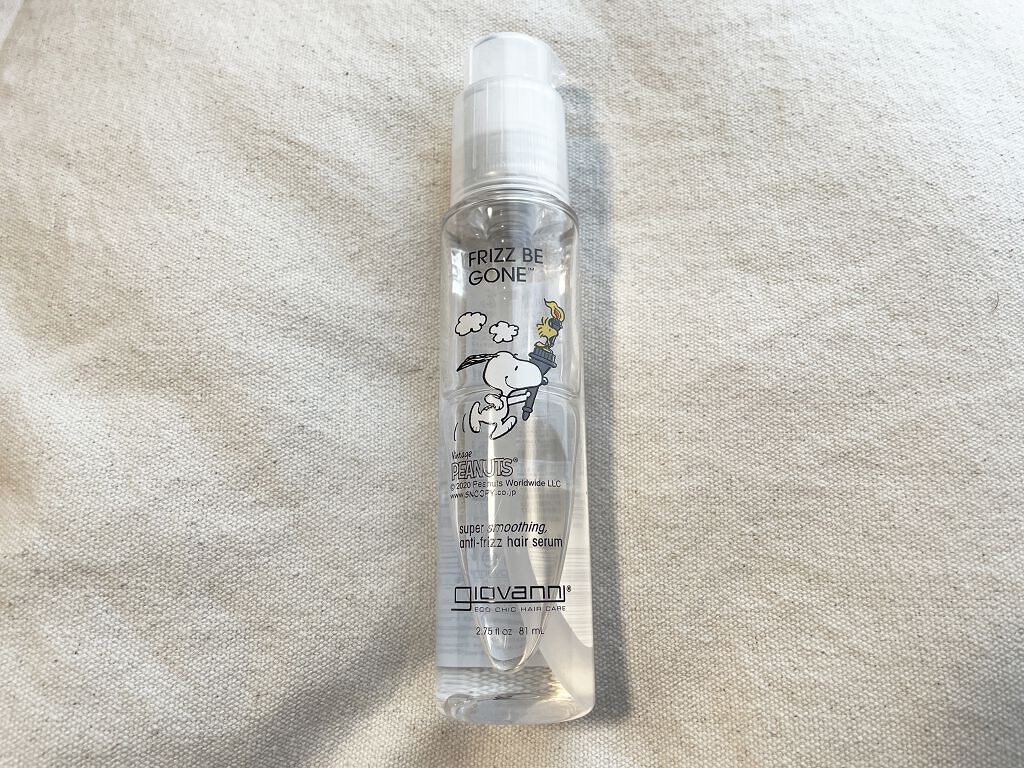 FRIZZ BE
GONE™
Vintage
PEANUTS®
© 2020 Peanuts Worldwide LLC
www.SNOOPY.co.jp
super smoothing,
anti-frizz hair serum
giovanni®
ECO CHIC HAIR CARE
2.75 fl oz 81 mL